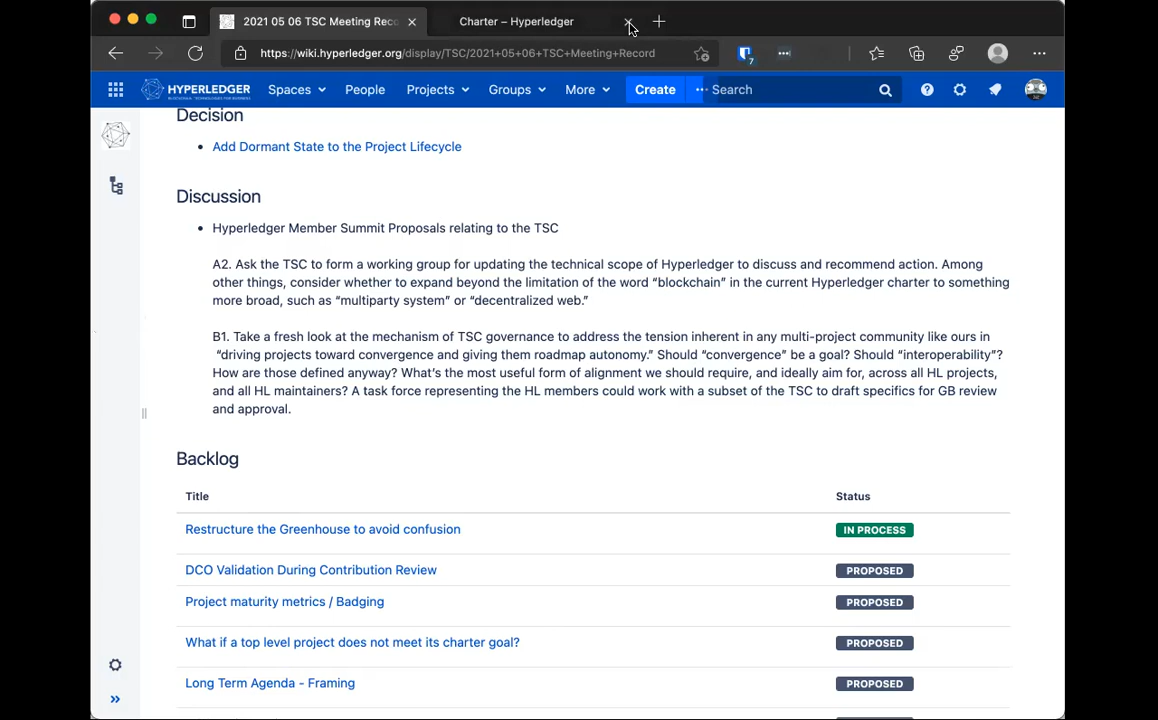 2021 05 06 TSC Meeting Reco
Charter – Hyperledger
https://wiki.hyperledger.org/display/TSC/2021+05+06+TSC+Meeting+Record
7
HYPERLEDGER
Spaces
People
Projects
Groups
More
Create
Search
Decision
Add Dormant State to the Project Lifecycle
Discussion
Hyperledger Member Summit Proposals relating to the TSC
A2. Ask the TSC to form a working group for updating the technical scope of Hyperledger to discuss and recommend action. Among
other things, consider whether to expand beyond the limitation of the word “blockchain” in the current Hyperledger charter to something
more broad, such as “multiparty system” or “decentralized web.”
B1. Take a fresh look at the mechanism of TSC governance to address the tension inherent in any multi-project community like ours in
“driving projects toward convergence and giving them roadmap autonomy.” Should “convergence” be a goal? Should “interoperability”?
How are those defined anyway? What’s the most useful form of alignment we should require, and ideally aim for, across all HL projects,
and all HL maintainers? A task force representing the HL members could work with a subset of the TSC to draft specifics for GB review
and approval.
Backlog
Title
Status
Restructure the Greenhouse to avoid confusion
IN PROCESS
DCO Validation During Contribution Review
PROPOSED
Project maturity metrics / Badging
PROPOSED
What if a top level project does not meet its charter goal?
PROPOSED
Long Term Agenda - Framing
PROPOSED